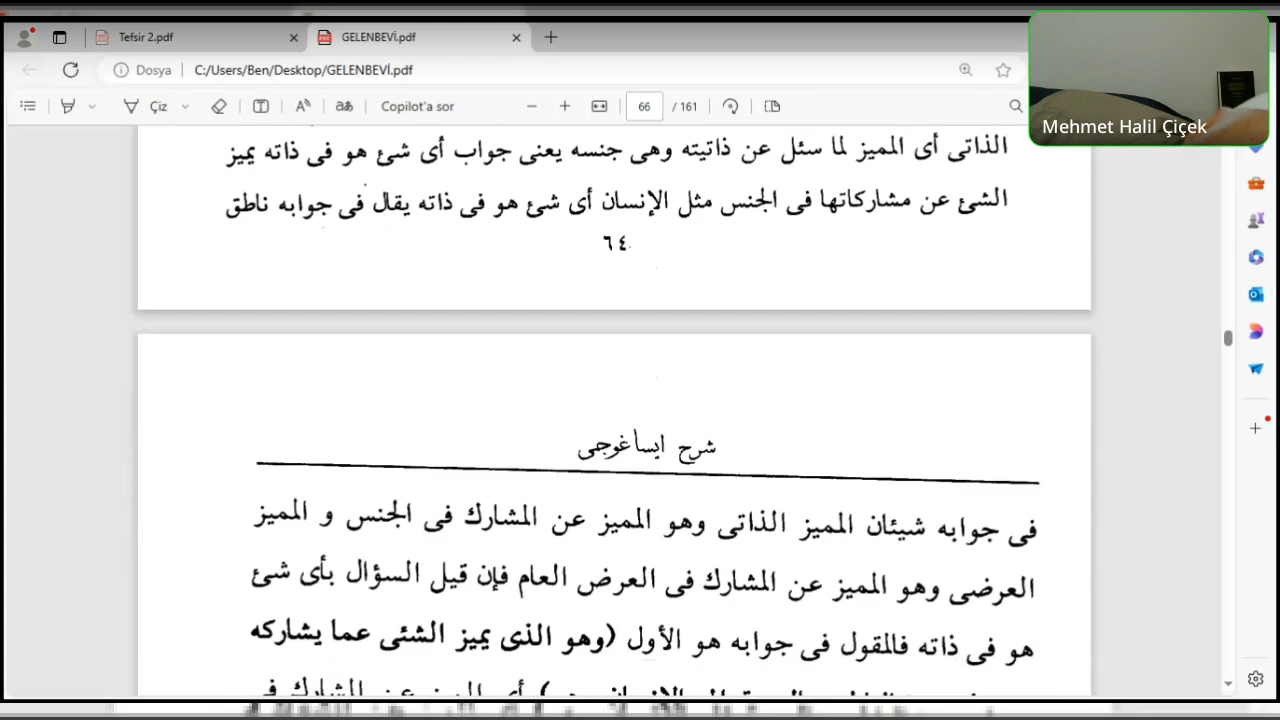 Tefsir 2.pdf
GELENBEVİ.pdf
Dosya
C:/Users/Ben/Desktop/GELENBEVİ.pdf
Çiz
Copilot'a sor
66 / 161
Mehmet Halil Çiçek
الذاتى أى المميز لما سئل عن ذاتيته وهى جنسه يعنى جواب أى شئ هو فى ذاته يميز
الشئ عن مشاركاتها فى الجنس مثل الإنسان أى شئ هو فى ذاته يقال فى جوابه ناطق
٦٤
شرح ايساغوجى
فى جوابه شيئان المميز الذاتى وهو المميز عن المشارك فى الجنس و المميز
العرضى وهو المميز عن المشارك فى العرض العام فإن قيل السؤال بأى شئ
هو فى ذاته فالمقول فى جوابه هو الأول (وهو الذى يميز الشئى عما يشاركه